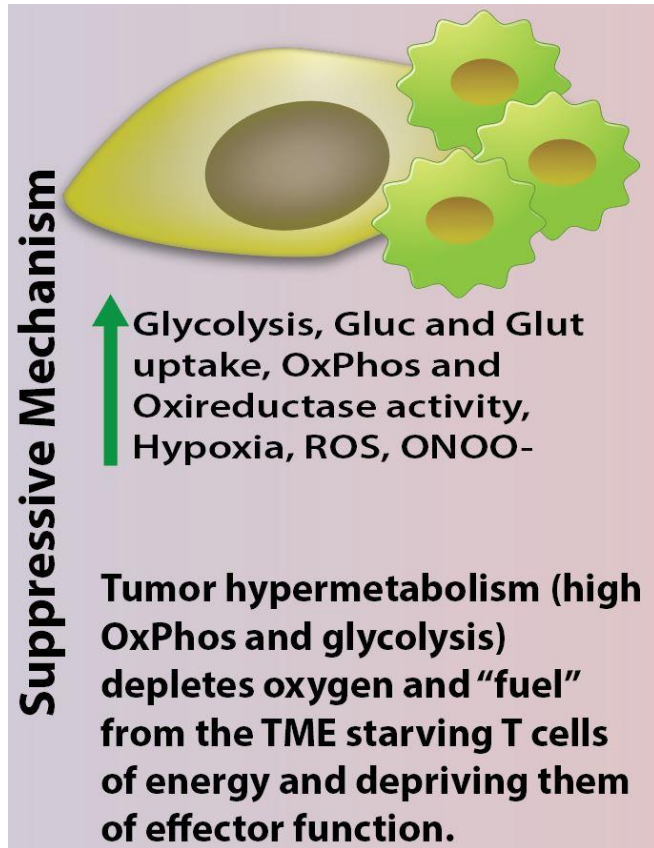 Suppressive Mechanism
Glycolysis, Gluc and Glut
uptake, OxPhos and
Oxireductase activity,
Hypoxia, ROS, ONOO-
Tumor hypermetabolism (high
OxPhos and glycolysis)
depletes oxygen and “fuel”
from the TME starving T cells
of energy and depriving them
of effector function.